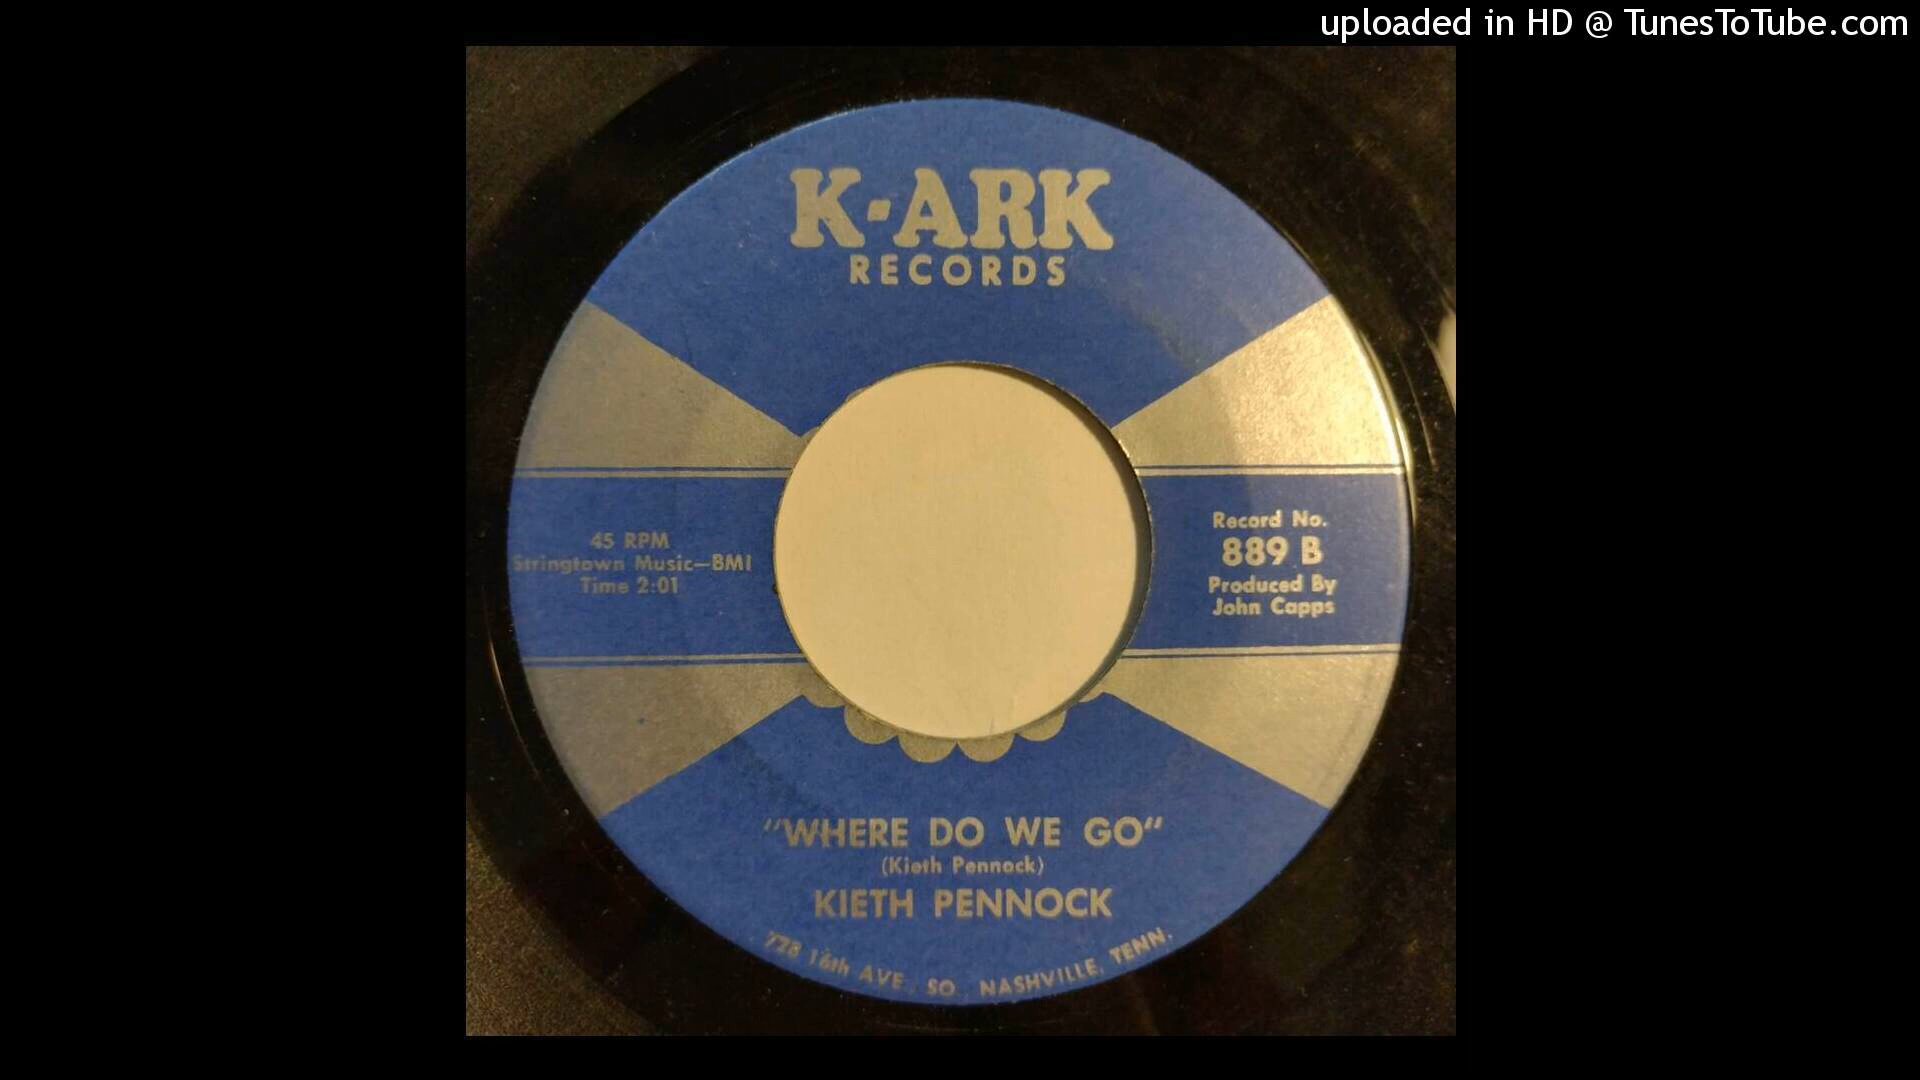 uploaded in HD @ TunesToTube.com
K-ARK
RECORDS
45 RPM
Stringtown Music—BMI
Time 2:01
Record No.
889 B
Produced By
John Capps
"WHERE DO WE GO"
(Kieth Pennock)
KIETH PENNOCK
728 16th AVE., SO., NASHVILLE, TENN.